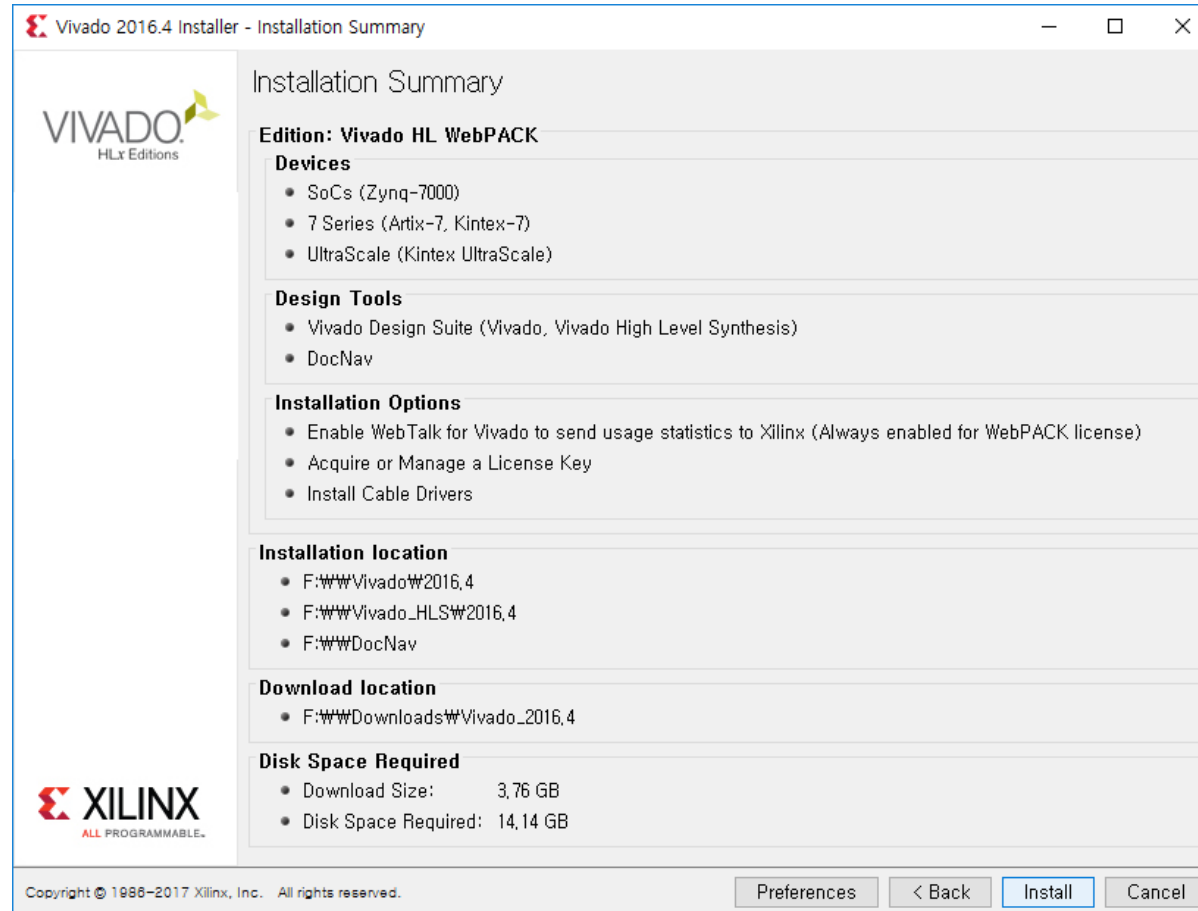 Vivado 2016.4 Installer - Installation Summary
VIVADO.
HLx Editions
Installation Summary
Edition: Vivado HL WebPACK
Devices
SoCs (Zynq-7000)
7 Series (Artix-7, Kintex-7)
UltraScale (Kintex UltraScale)
Design Tools
Vivado Design Suite (Vivado, Vivado High Level Synthesis)
DocNav
Installation Options
Enable WebTalk for Vivado to send usage statistics to Xilinx (Always enabled for WebPACK license)
Acquire or Manage a License Key
Install Cable Drivers
Installation location
F:₩₩Vivado₩2016.4
F:₩₩Vivado_HLS₩2016.4
F:₩₩DocNav
Download location
F:₩₩Downloads₩Vivado_2016.4
Disk Space Required
Download Size: 3.76 GB
Disk Space Required: 14.14 GB
XILINX
ALL PROGRAMMABLE™
Copyright © 1986-2017 Xilinx, Inc. All rights reserved.
Preferences < Back Install Cancel